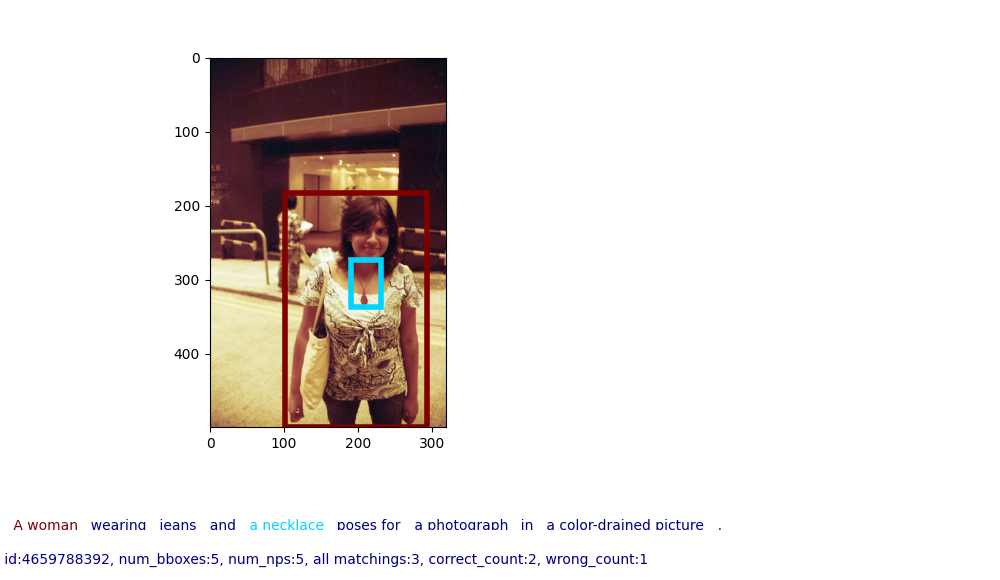 0
100
200
300
400
0 100 200 300
A woman wearing jeans and a necklace poses for a photograph in a color-drained picture .
id:4659788392, num_bboxes:5, num_nps:5, all matchings:3, correct_count:2, wrong_count:1